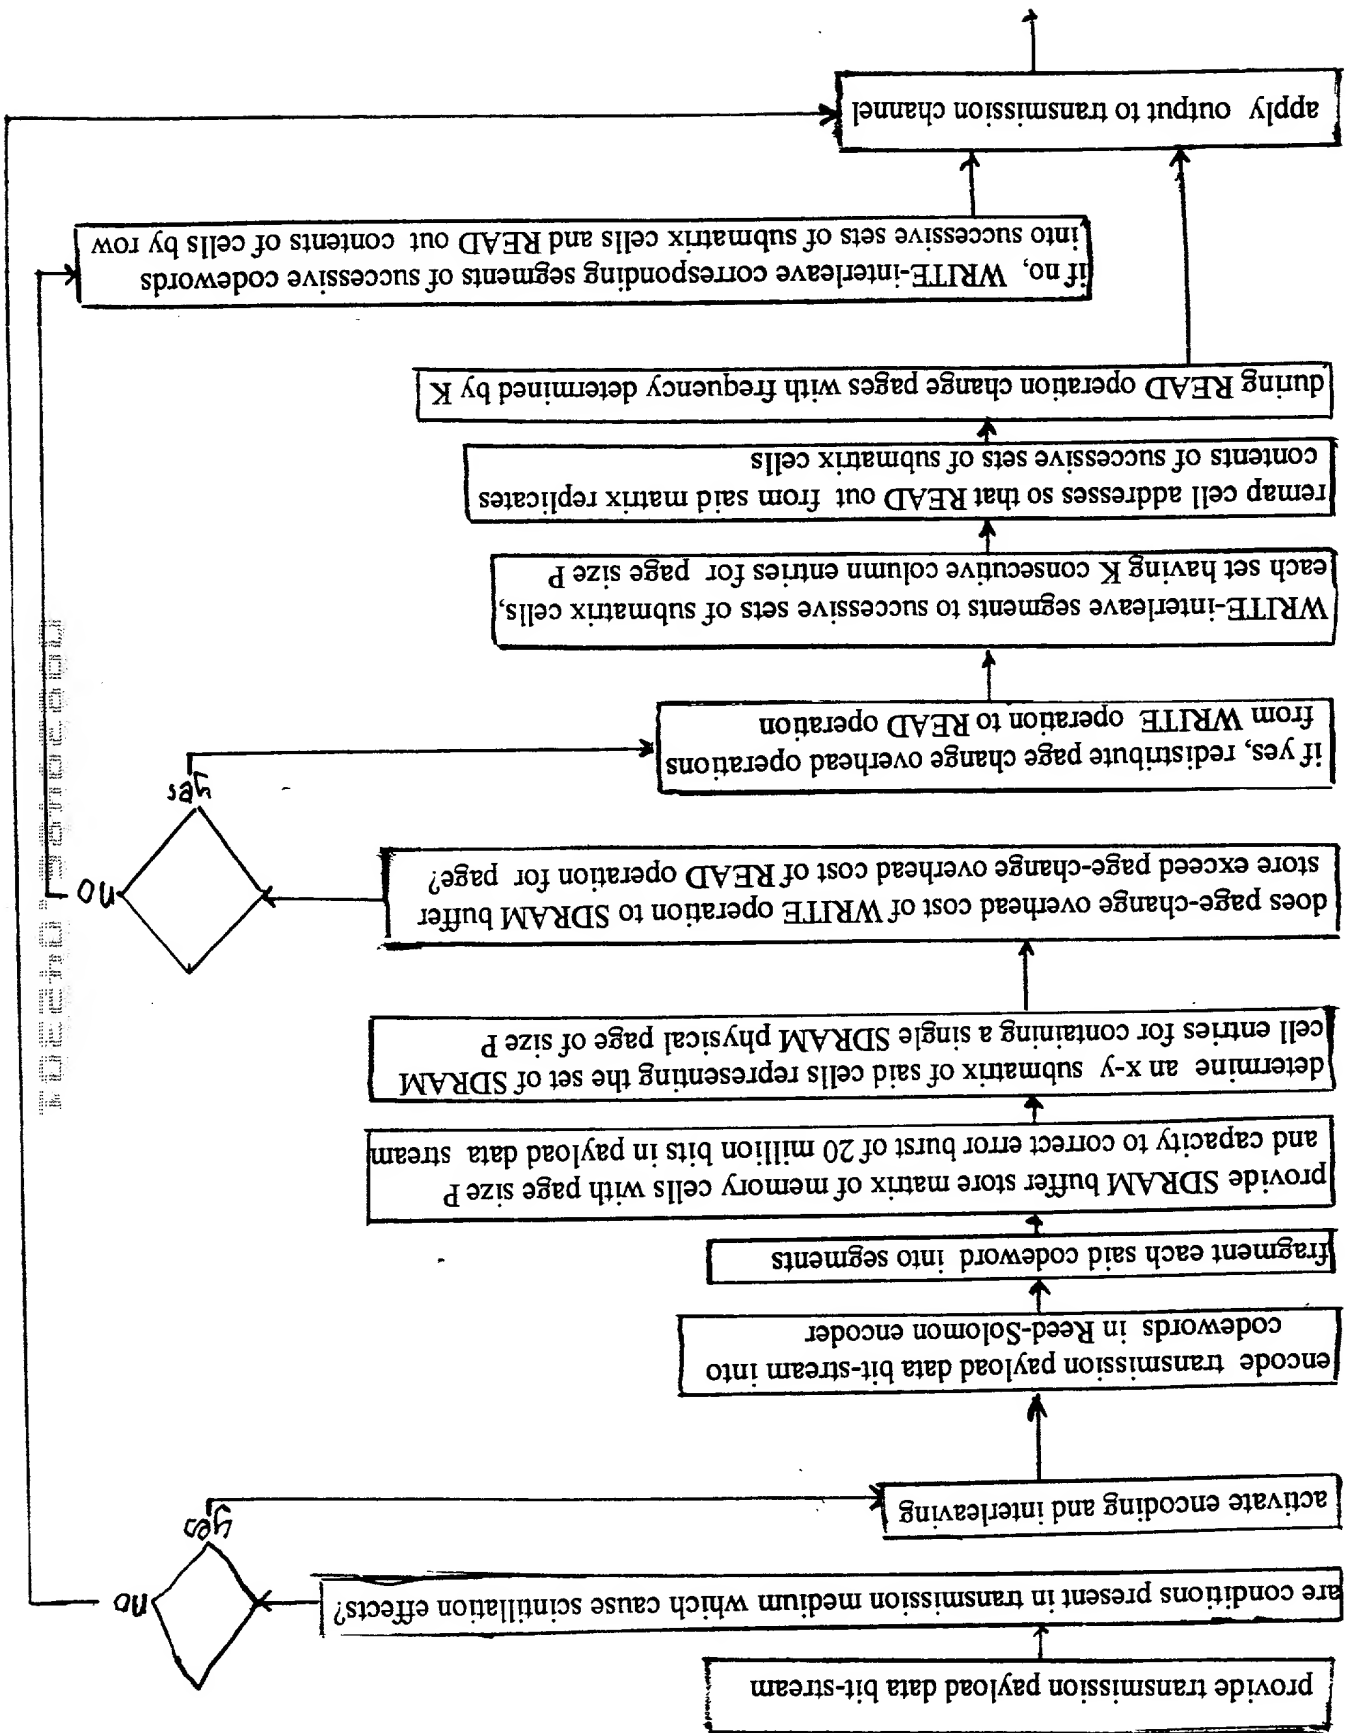 provide transmission payload data bit-stream
are conditions present in transmission medium which cause scintillation effects?
no
yes
activate encoding and interleaving
encode transmission payload data bit-stream into
codewords in Reed-Solomon encoder
fragment each said codeword into segments
provide SDRAM buffer store matrix of memory cells with page size P
and capacity to correct error burst of 20 million bits in payload data stream
determine an x-y submatrix of said cells representing the set of SDRAM
cell entries for containing a single SDRAM physical page of size P
does page-change overhead cost of WRITE operation to SDRAM buffer
store exceed page-change overhead cost of READ operation for page?
no
yes
if yes, redistribute page change overhead operations
from WRITE operation to READ operation
WRITE-interleave segments to successive sets of submatrix cells,
each set having K consecutive column entries for page size P
remap cell addresses so that READ out from said matrix replicates
contents of successive sets of submatrix cells
during READ operation change pages with frequency determined by K
if no, WRITE-interleave corresponding segments of successive codewords
into successive sets of submatrix cells and READ out contents of cells by row
apply output to transmission channel